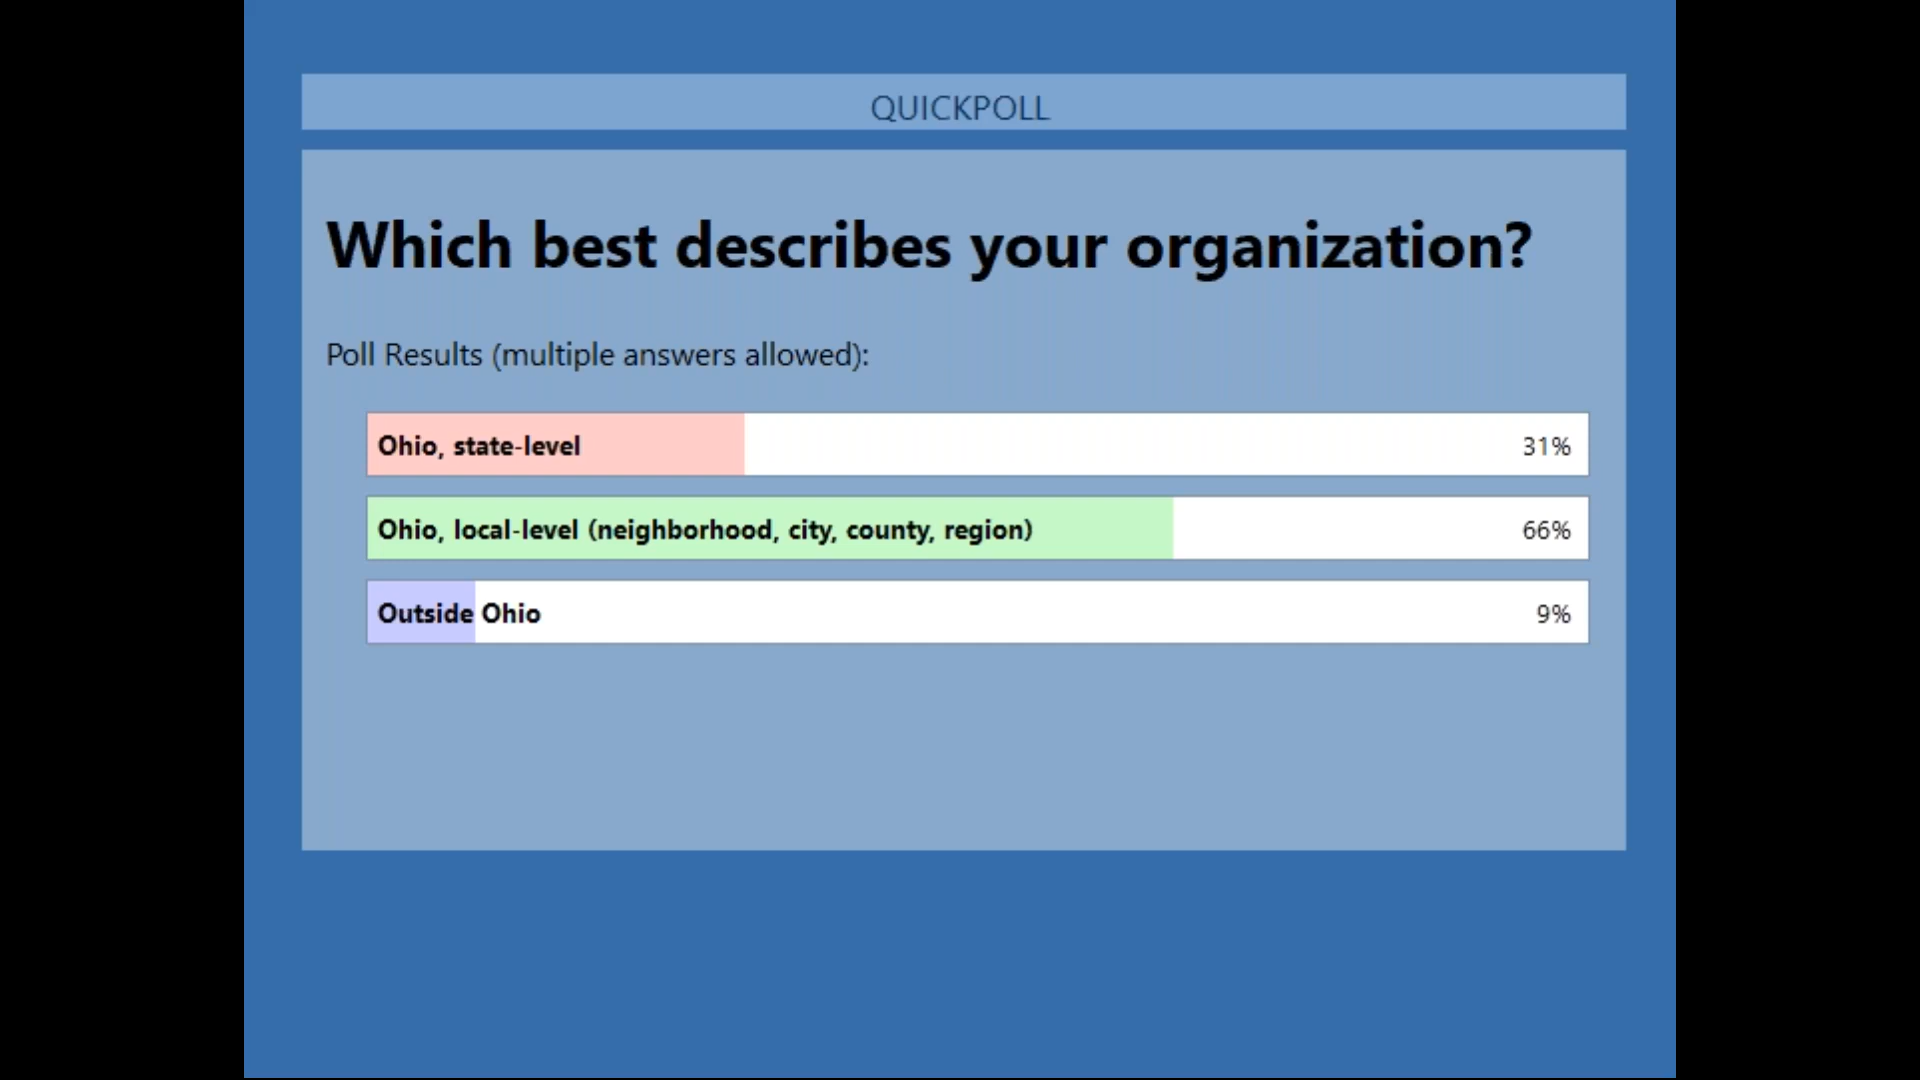 QUICKPOLL
Which best describes your organization?
Poll Results (multiple answers allowed):
Ohio, state-level 31%
Ohio, local-level (neighborhood, city, county, region) 66%
Outside Ohio 9%